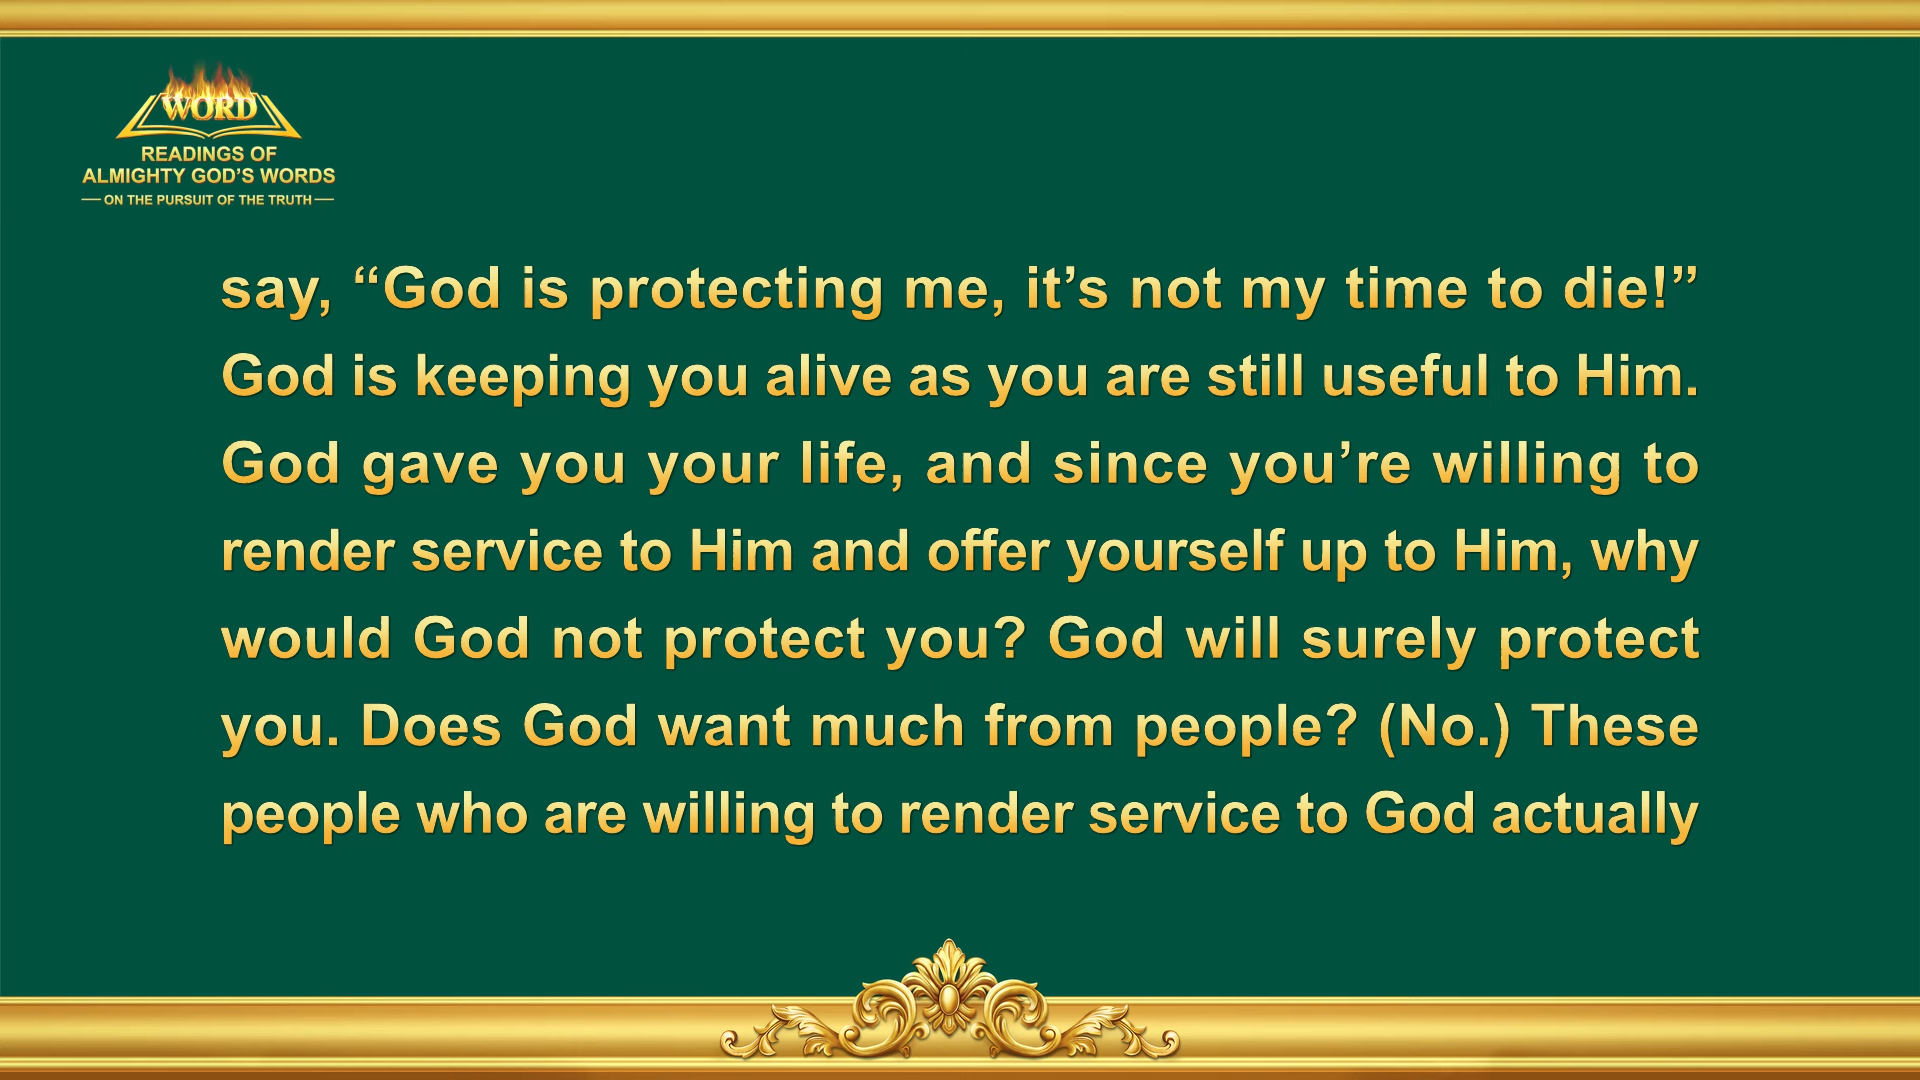 WORD
READINGS OF
ALMIGHTY GOD’S WORDS
— ON THE PURSUIT OF THE TRUTH —
say, “God is protecting me, it’s not my time to die!”
God is keeping you alive as you are still useful to Him.
God gave you your life, and since you’re willing to
render service to Him and offer yourself up to Him, why
would God not protect you? God will surely protect
you. Does God want much from people? (No.) These
people who are willing to render service to God actually